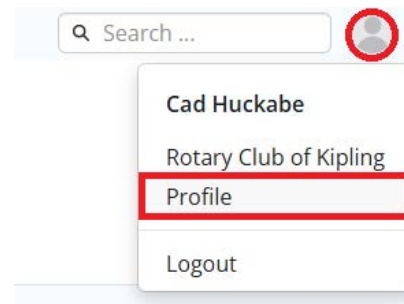 Search ...
Cad Huckabe
Rotary Club of Kipling
Profile
Logout